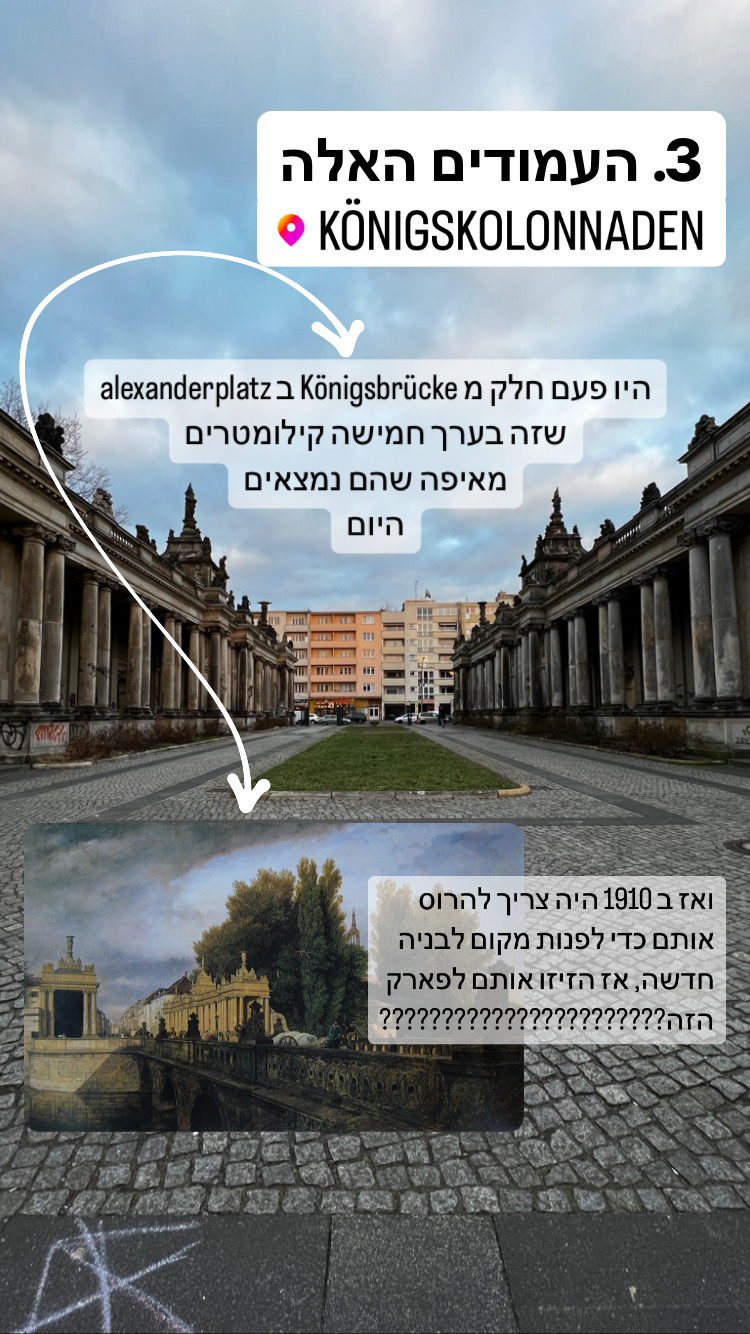 3. העמודים האלה
KÖNIGSKOLONNADEN
היו פעם חלק מ Königsbrücke ב alexanderplatz
שזה בערך חמישה קילומטרים
מאיפה שהם נמצאים
היום
ואז ב 1910 היה צריך להרוס
אותם כדי לפנות מקום לבניה
חדשה, אז הזיזו אותם לפארק
הזה???????????????????????